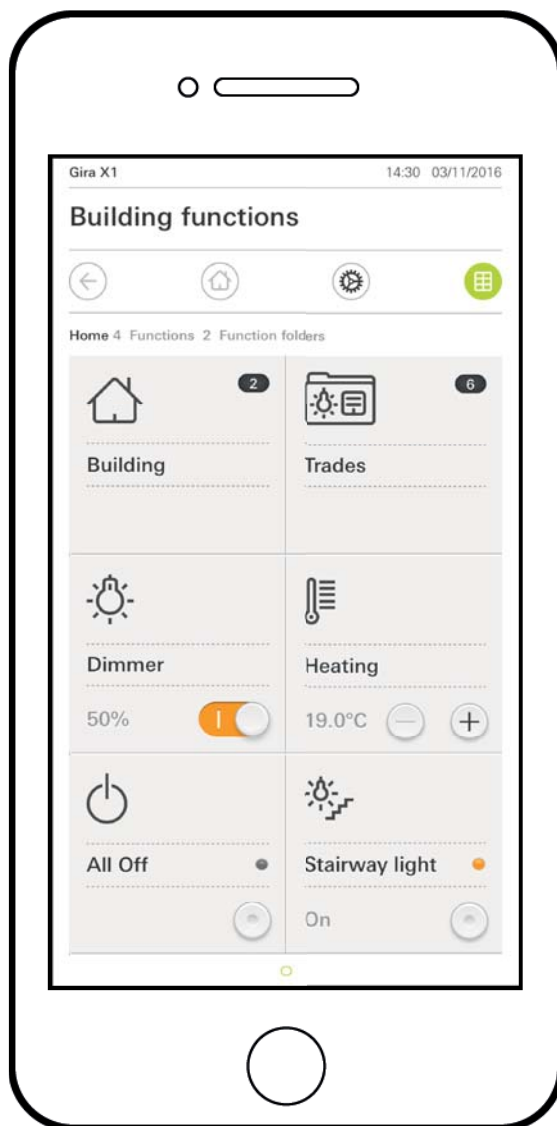 Gira X1 14:30 03/11/2016
Building functions
Home 4 Functions 2 Function folders
2 6
Building Trades
Dimmer Heating
50% 19.0°C
All Off Stairway light
On